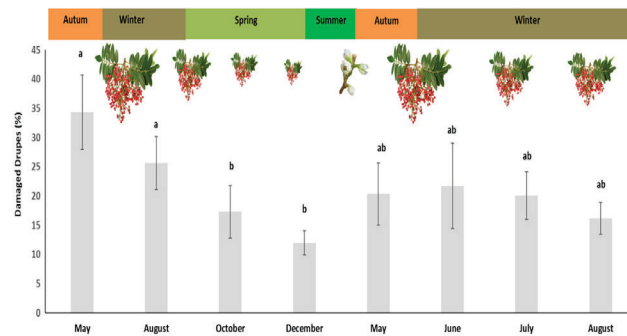 Autum Winter Spring Summer Autum Winter
Damaged Drupes (%)
45
40
35
30
25
20
15
10
5
0
a
a
b
b
ab
ab
ab
ab
May August October December May June July August